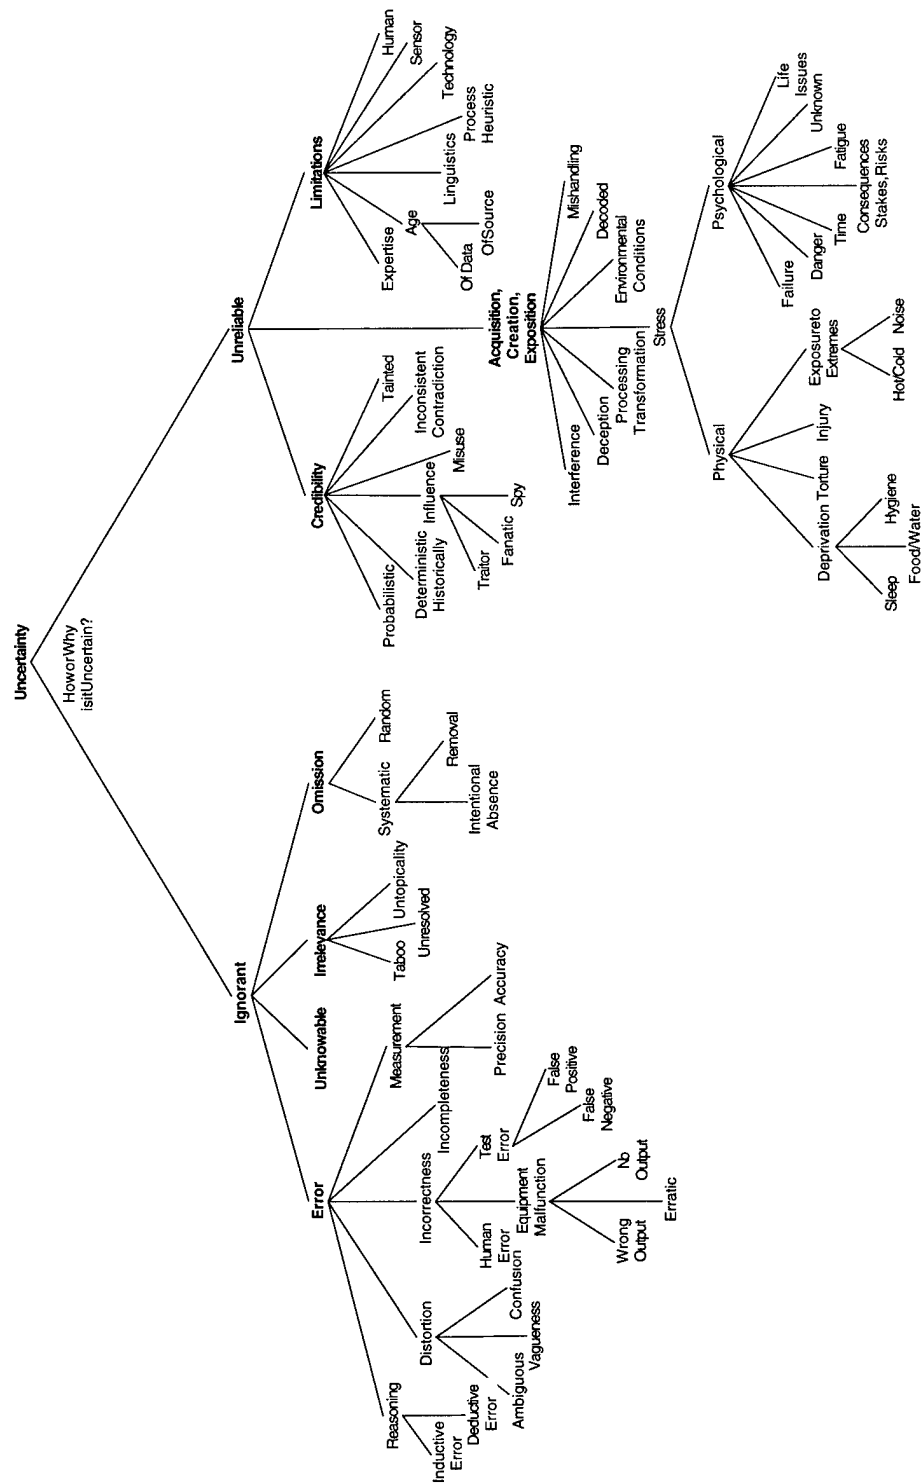 Uncertainty
HoworWhy
isitUncertain?
Ignorant
Unreliable
Error
Unknowable
Irrelevance
Omission
Credibility
Acquisition,
Creation,
Exposition
Limitations
Reasoning
Inductive
Error
Deductive
Error
Distortion
Ambiguous
Vagueness
Confusion
Incorrectness
Human
Error
Equipment
Malfunction
Wrong
Output
Erratic
No
Output
Test
Error
False
Negative
False
Positive
Incompleteness
Measurement
Precision
Accuracy
Taboo
Unresolved
Untopicality
Systematic
Intentional
Absence
Removal
Random
Probabilistic
Deterministic
Historically
Influence
Traitor
Fanatic
Spy
Misuse
Inconsistent
Contradiction
Tainted
Interference
Deception
Processing
Transformation
Stress
Environmental
Conditions
Decoded
Mishandling
Physical
Deprivation
Sleep
Food/Water
Hygiene
Torture
Injury
Exposureto
Extremes
Hot/Cold
Noise
Psychological
Failure
Danger
Time
Consequences
Stakes,Risks
Fatigue
Unknown
Life
Issues
Expertise
Age
Of Data
OfSource
Linguistics
Process
Heuristic
Technology
Sensor
Human